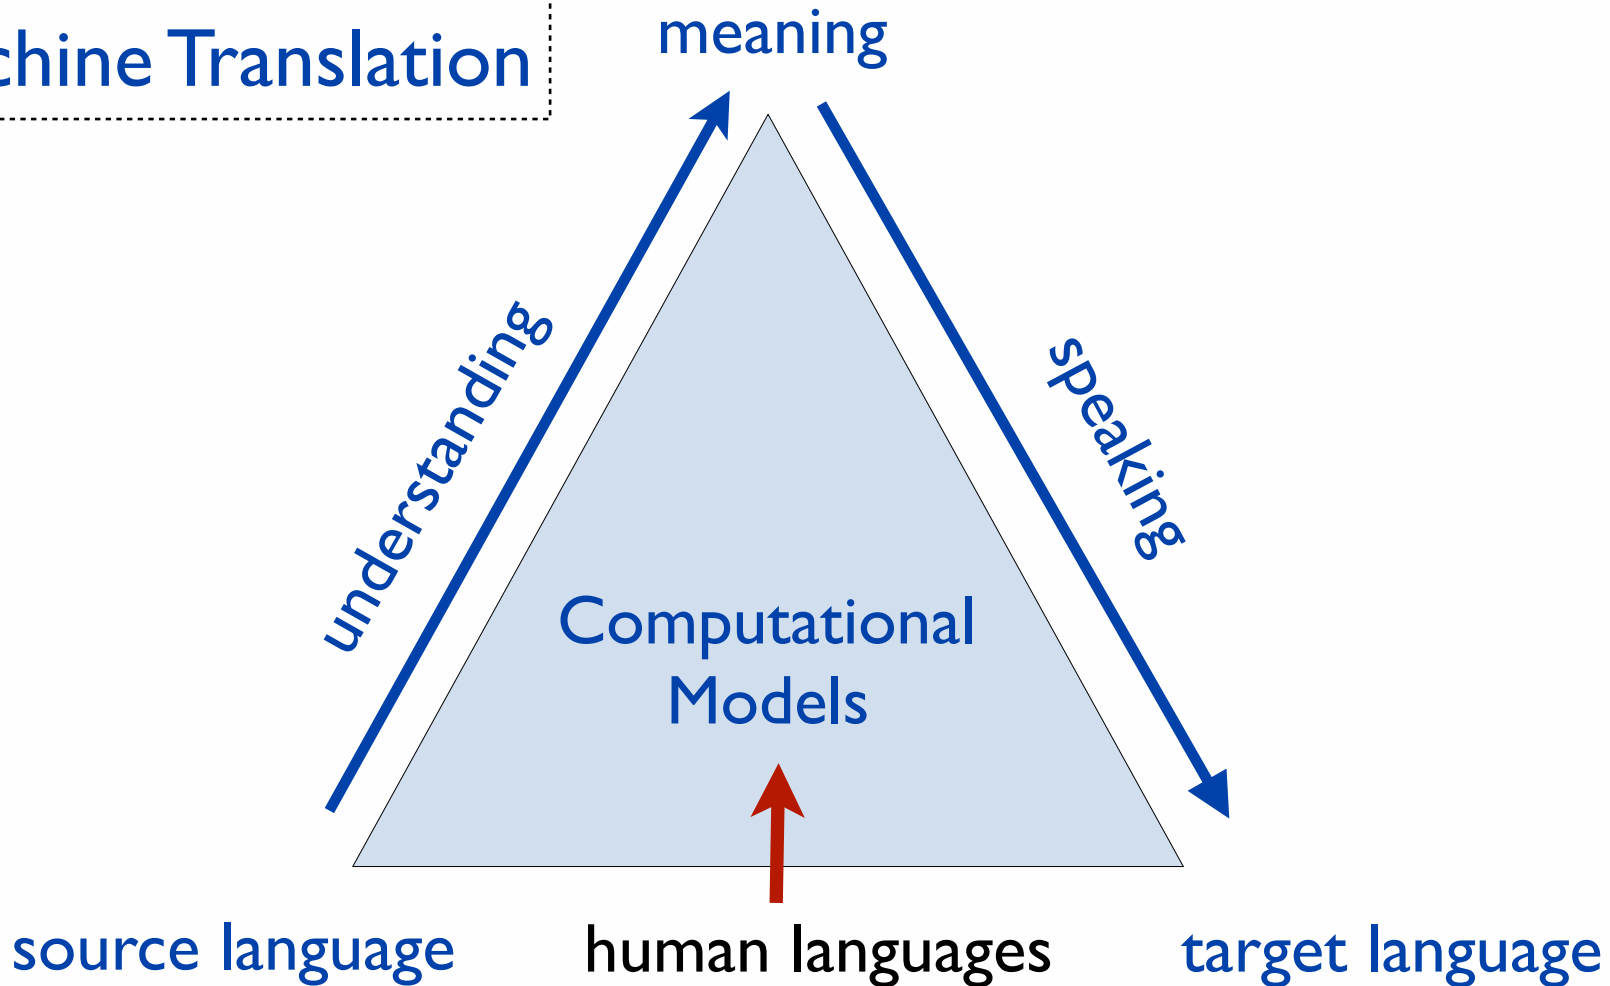 chine Translation
meaning
understanding
speaking
Computational
Models
source language
human languages
target language